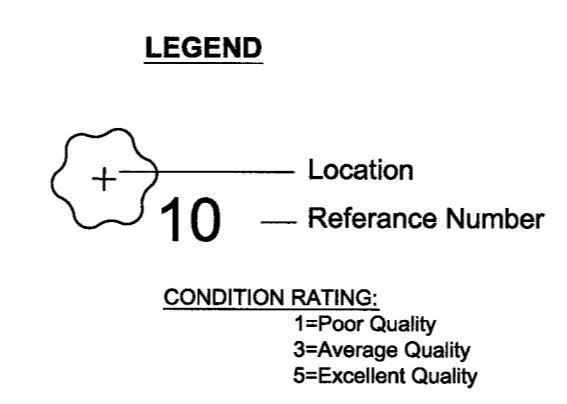 LEGEND
+ Location
10 — Referance Number
CONDITION RATING:
1=Poor Quality
3=Average Quality
5=Excellent Quality